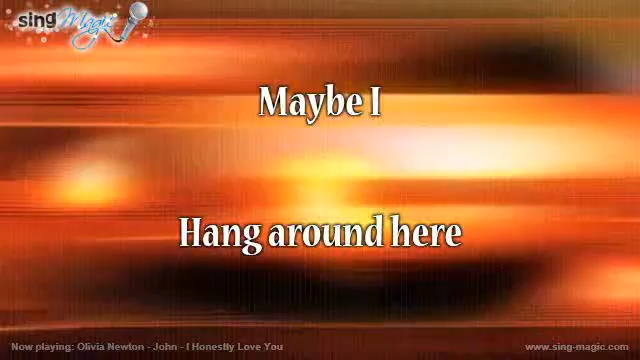 sing Magic
Maybe I
Hang around here
Now playing: Olivia Newton - John - I Honestly Love You
www.sing-magic.com